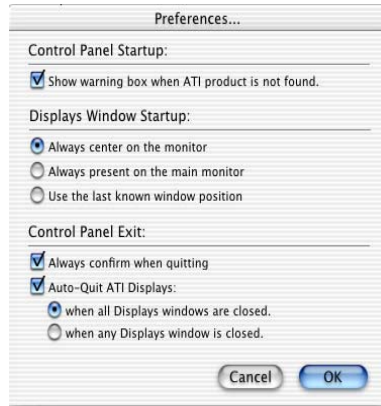 Preferences...
Control Panel Startup:
Show warning box when ATI product is not found.
Displays Window Startup:
Always center on the monitor
Always present on the main monitor
Use the last known window position
Control Panel Exit:
Always confirm when quitting
Auto-Quit ATI Displays:
when all Displays windows are closed.
when any Displays window is closed.
Cancel OK